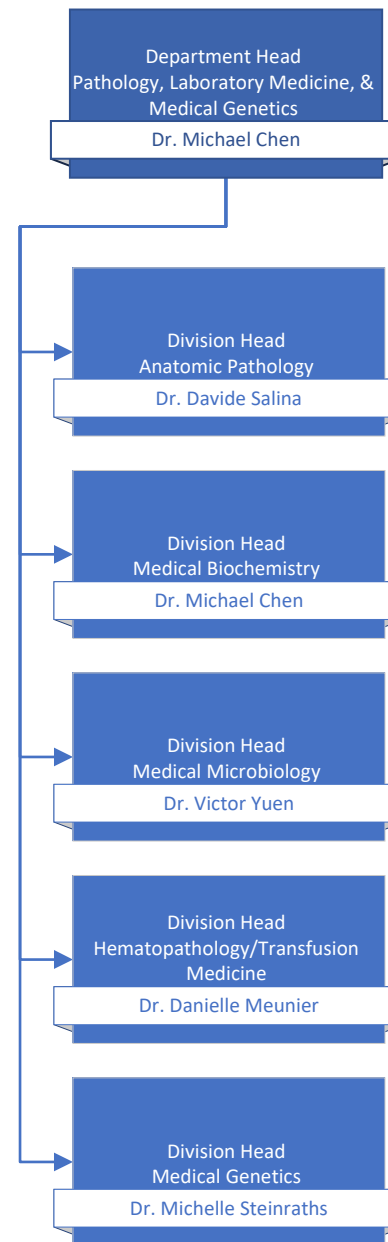 Department Head
Pathology, Laboratory Medicine, &
Medical Genetics
Dr. Michael Chen
Division Head
Anatomic Pathology
Dr. Davide Salina
Division Head
Medical Biochemistry
Dr. Michael Chen
Division Head
Medical Microbiology
Dr. Victor Yuen
Division Head
Hematopathology/Transfusion
Medicine
Dr. Danielle Meunier
Division Head
Medical Genetics
Dr. Michelle Steinraths